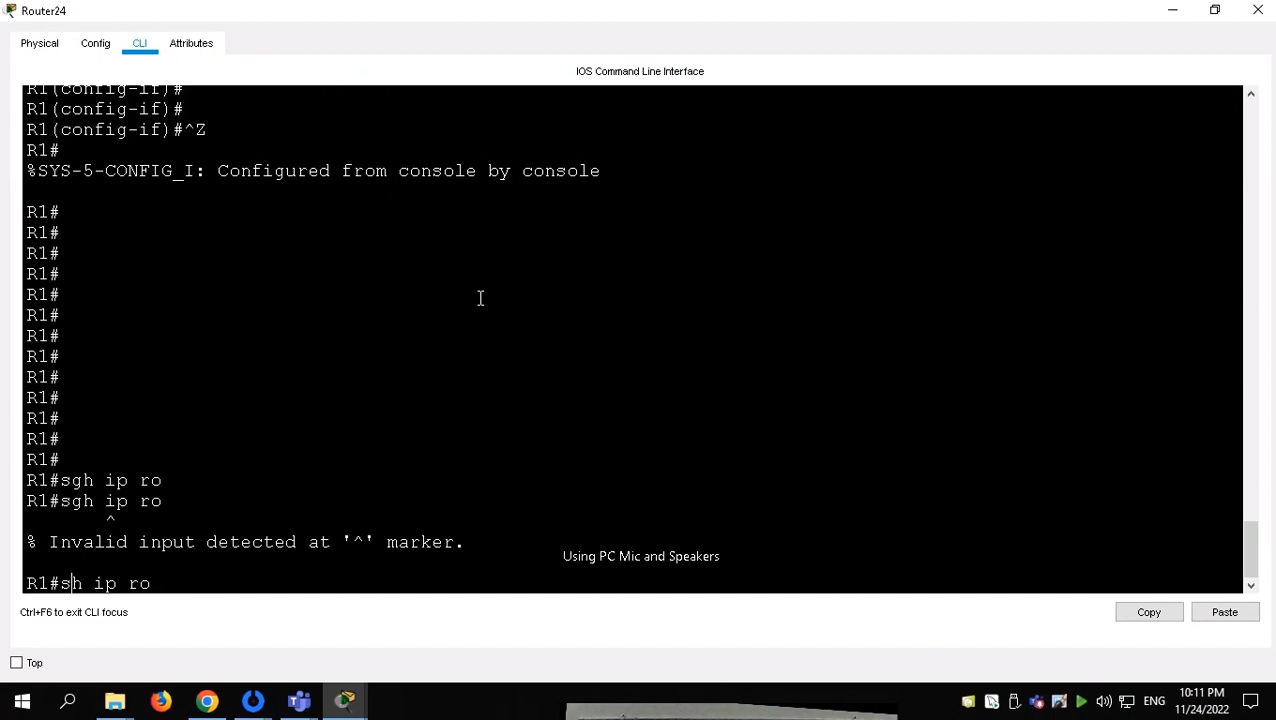 Router24
Physical Config CLI Attributes
IOS Command Line Interface
R1(config-if)#
R1(config-if)#
R1(config-if)#^Z
R1#
%SYS-5-CONFIG_I: Configured from console by console
R1#
R1#
R1#
R1#
R1#
R1#
R1#
R1#
R1#
R1#
R1#
R1#
R1#
R1#sgh ip ro
R1#sgh ip ro
^
% Invalid input detected at '^' marker.
Using PC Mic and Speakers
R1#sh ip ro
Ctrl+F6 to exit CLI focus
Copy Paste
Top
ENG
10:11 PM
11/24/2022